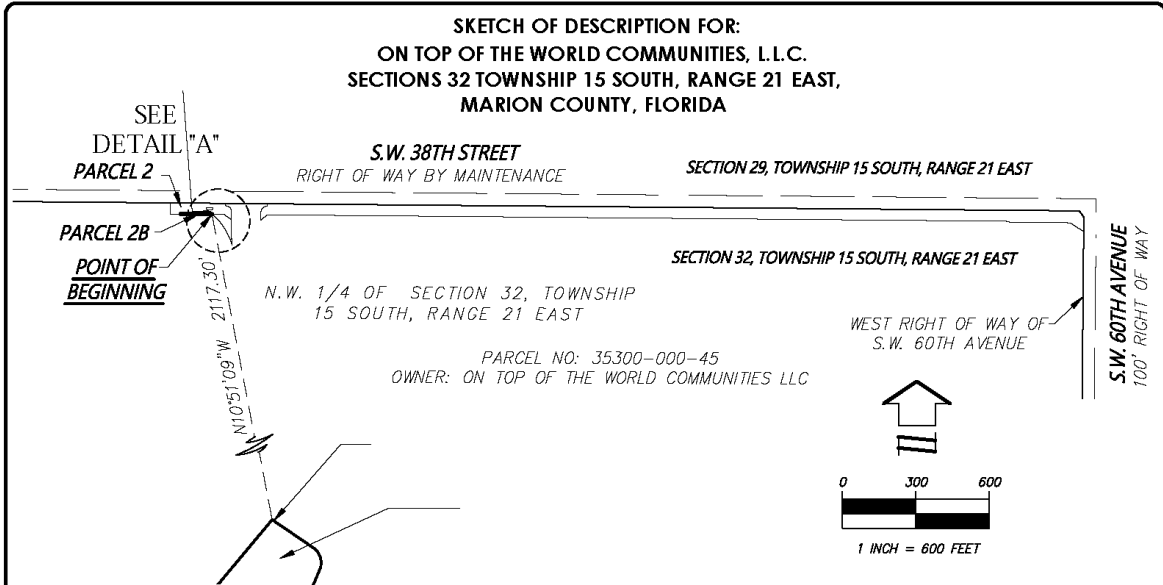 SKETCH OF DESCRIPTION FOR:
ON TOP OF THE WORLD COMMUNITIES, L.L.C.
SECTIONS 32 TOWNSHIP 15 SOUTH, RANGE 21 EAST,
MARION COUNTY, FLORIDA
SEE
DETAIL "A"
PARCEL 2
S.W. 38TH STREET
RIGHT OF WAY BY MAINTENANCE
SECTION 29, TOWNSHIP 15 SOUTH, RANGE 21 EAST
PARCEL 2B
POINT OF
BEGINNING
N10°51'09"W 2117.30'
SECTION 32, TOWNSHIP 15 SOUTH, RANGE 21 EAST
N.W. 1/4 OF SECTION 32, TOWNSHIP
15 SOUTH, RANGE 21 EAST
WEST RIGHT OF WAY OF
S.W. 60TH AVENUE
S.W. 60TH AVENUE
100' RIGHT OF WAY
PARCEL NO: 35300-000-45
OWNER: ON TOP OF THE WORLD COMMUNITIES LLC
0 300 600
1 INCH = 600 FEET